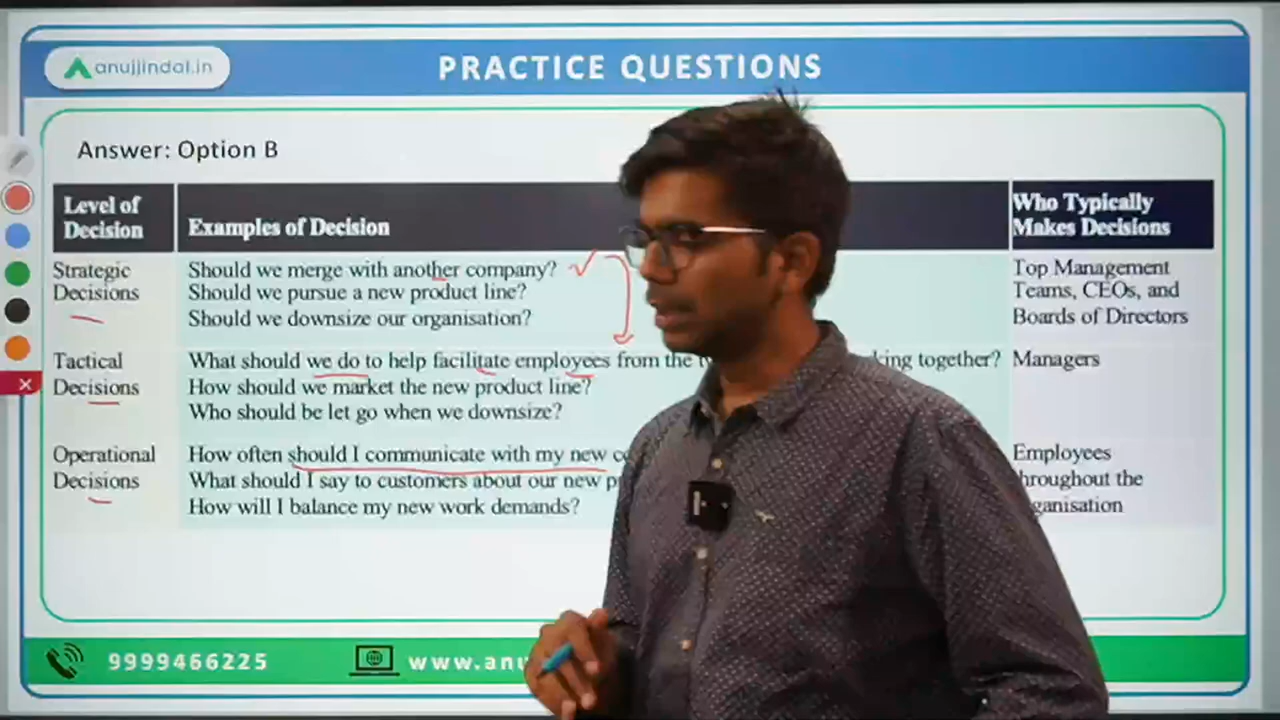 anujjindal.in
PRACTICE QUESTIONS
Answer: Option B
Level of Decision
Examples of Decision
Who Typically Makes Decisions
Strategic Decisions
Should we merge with another company?
Should we pursue a new product line?
Should we downsize our organisation?
Top Management
Teams, CEOs, and
Boards of Directors
Tactical Decisions
What should we do to help facilitate employees from the king together?
How should we market the new product line?
Who should be let go when we downsize?
Managers
Operational Decisions
How often should I communicate with my new
What should I say to customers about our new
How will I balance my new work demands?
Employees
hroughout the
ganisation
9999466225
www.anu